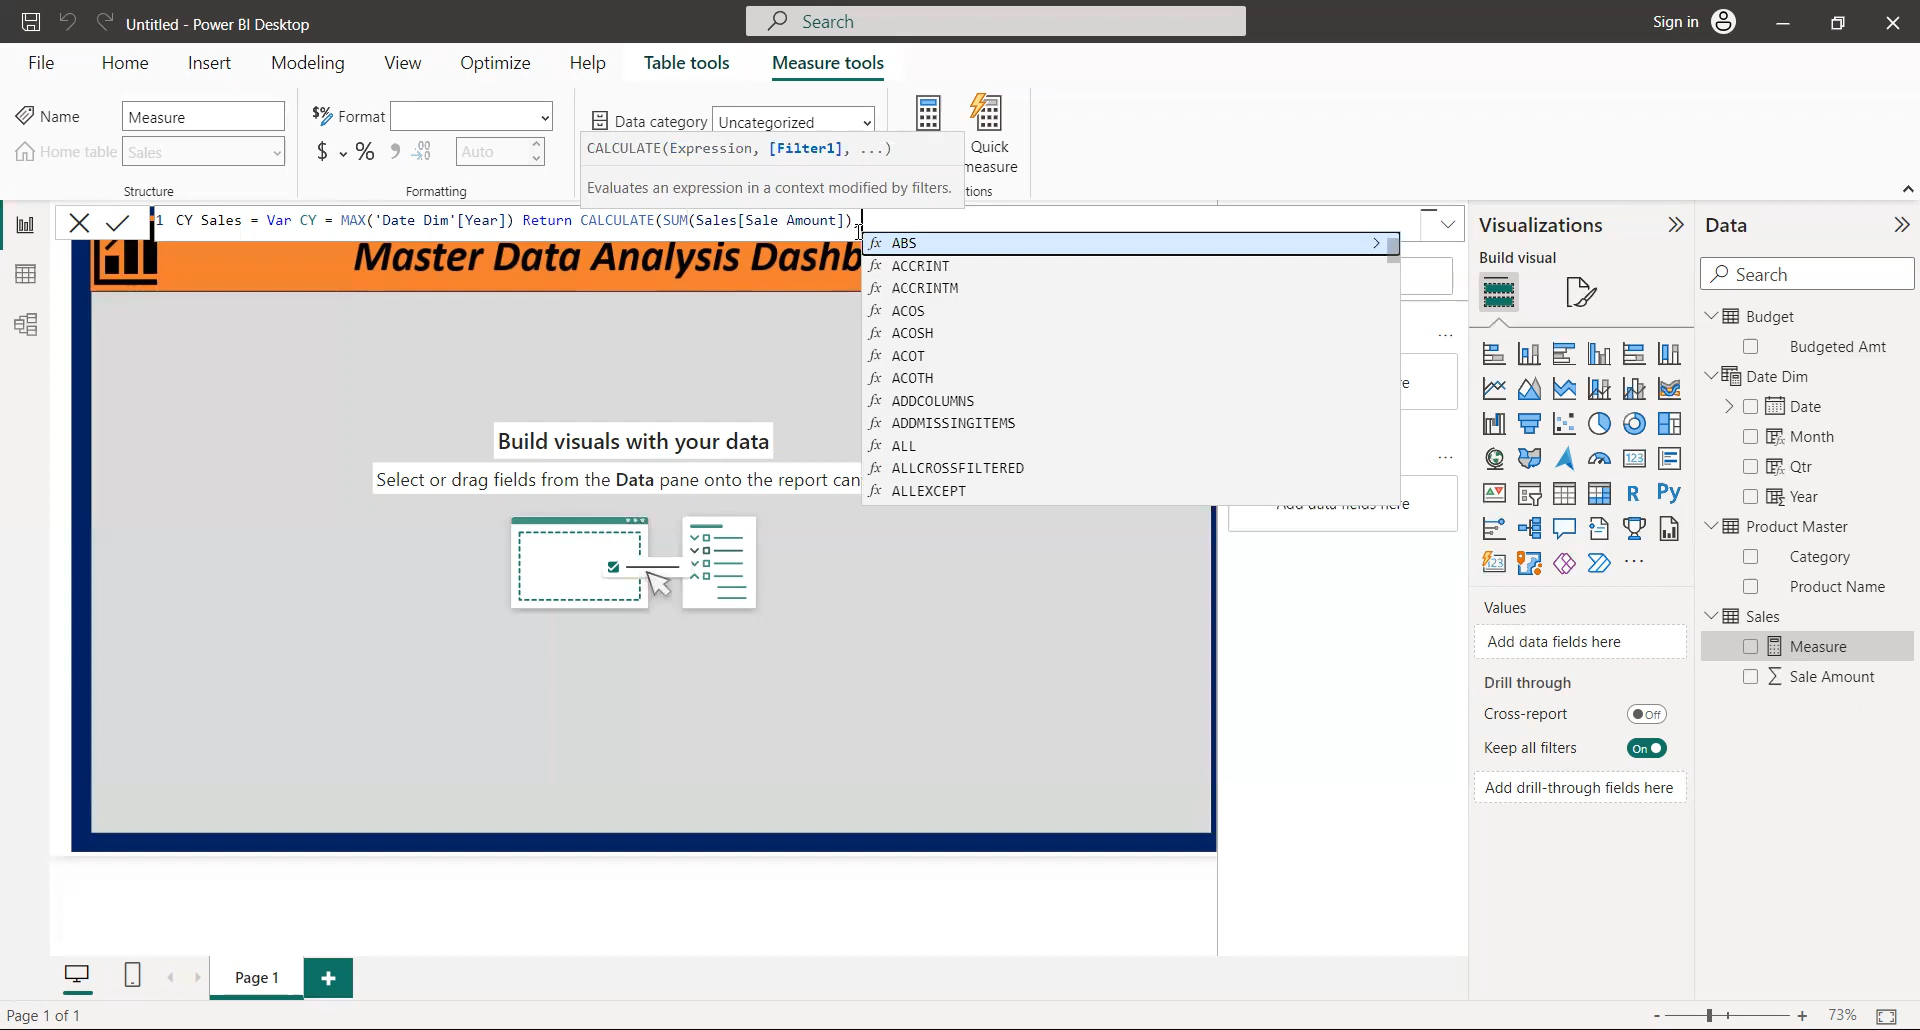 Untitled - Power BI Desktop
Search
Sign in
File
Home
Insert
Modeling
View
Optimize
Help
Table tools
Measure tools
Name
Measure
Format
Data category
Uncategorized
Quick
measure
Home table
Sales
$
%
Auto
Structure
Formatting
CALCULATE(Expression, [Filter1], ...)
Evaluates an expression in a context modified by filters.
1 CY Sales = Var CY = MAX('Date Dim'[Year]) Return CALCULATE(SUM(Sales[Sale Amount]),
Master Data Analysis Dashb
ABS
ACCRINT
ACCRINTM
ACOS
ACOSH
ACOT
ACOTH
ADDCOLUMNS
ADDMISSINGITEMS
ALL
ALLCROSSFILTERED
ALLEXCEPT
Build visuals with your data
Select or drag fields from the Data pane onto the report can
Visualizations
Build visual
Values
Add data fields here
Drill through
Cross-report
Off
Keep all filters
On
Add drill-through fields here
Data
Search
Budget
Budgeted Amt
Date Dim
Date
Month
Qtr
Year
Product Master
Category
Product Name
Sales
Measure
Sale Amount
Page 1
Page 1 of 1
73%